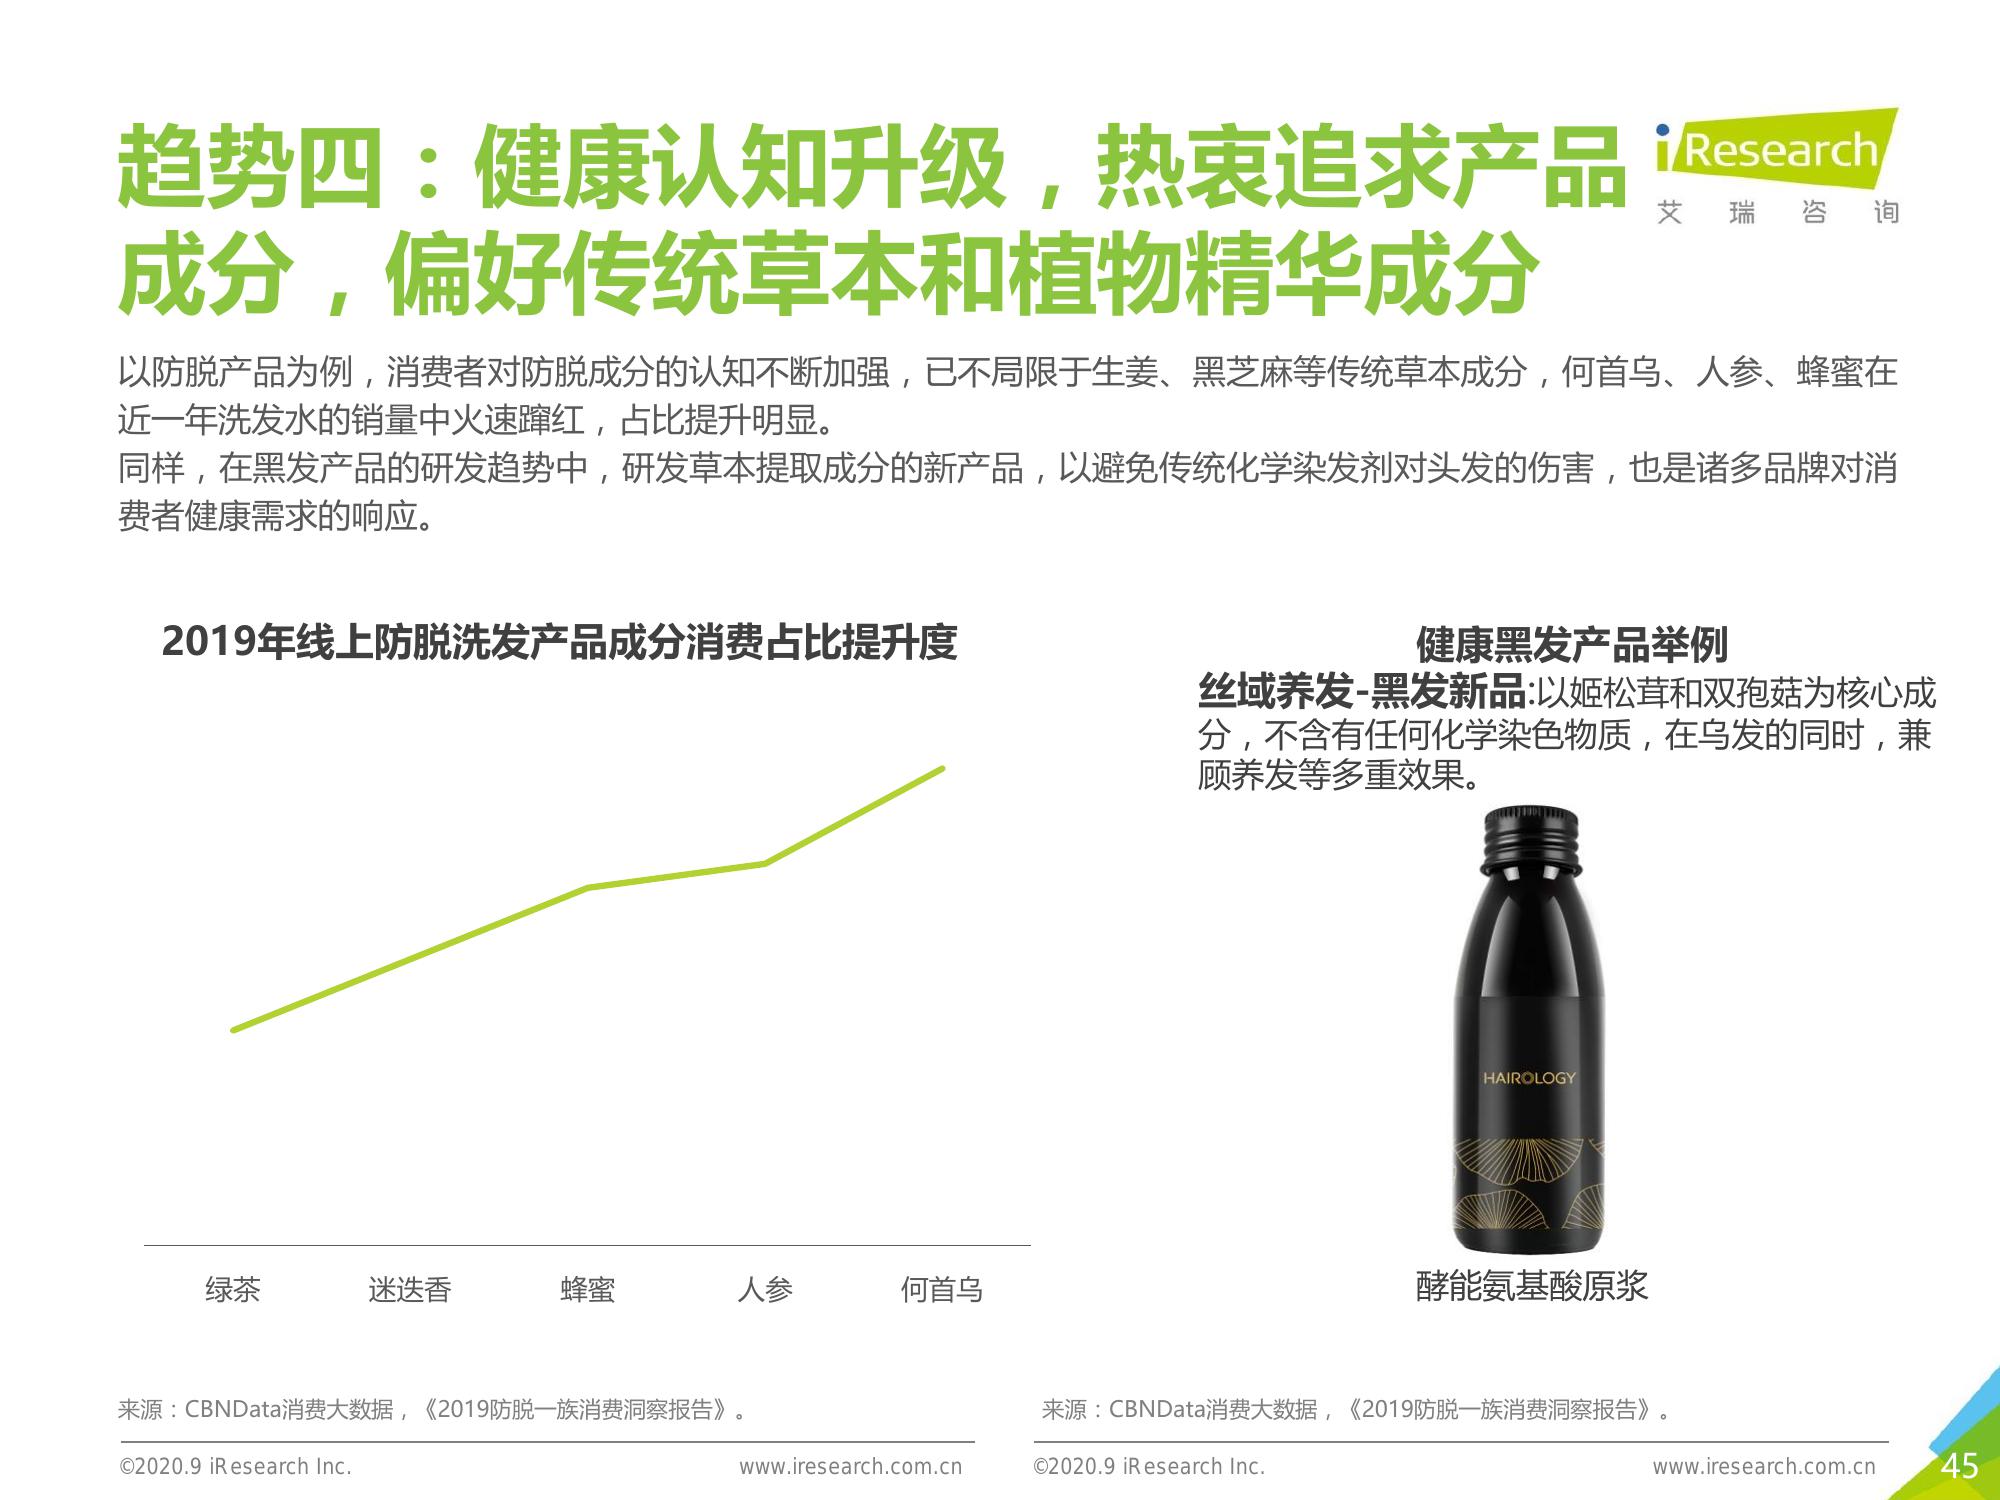 趋势四：健康认知升级，热衷追求产品
成分，偏好传统草本和植物精华成分
iResearch
艾瑞咨询
以防脱产品为例，消费者对防脱成分的认知不断加强，已不局限于生姜、黑芝麻等传统草本成分，何首乌、人参、蜂蜜在
近一年洗发水的销量中火速蹿红，占比提升明显。
同样，在黑发产品的研发趋势中，研发草本提取成分的新产品，以避免传统化学染发剂对头发的伤害，也是诸多品牌对消
费者健康需求的响应。
2019年线上防脱洗发产品成分消费占比提升度
绿茶 迷迭香 蜂蜜 人参 何首乌
健康黑发产品举例
丝域养发-黑发新品:以姬松茸和双孢菇为核心成
分，不含有任何化学染色物质，在乌发的同时，兼
顾养发等多重效果。
HAIROLOGY
酵能氨基酸原浆
来源：CBNData消费大数据，《2019防脱一族消费洞察报告》。
来源：CBNData消费大数据，《2019防脱一族消费洞察报告》。
©2020.9 iResearch Inc. www.iresearch.com.cn
©2020.9 iResearch Inc. www.iresearch.com.cn
45